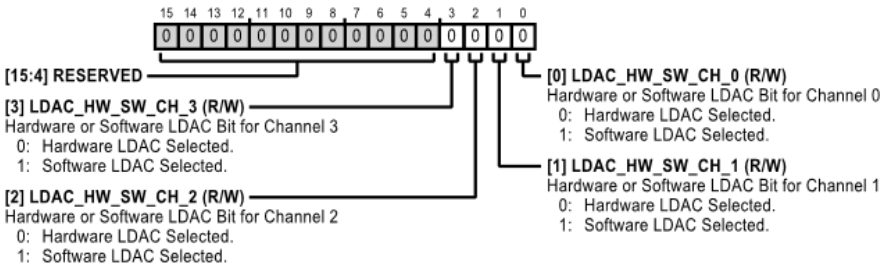 15 14 13 12 11 10 9 8 7 6 5 4 3 2 1 0
0 0 0 0 0 0 0 0 0 0 0 0 0 0 0 0
[15:4] RESERVED
[3] LDAC_HW_SW_CH_3 (R/W)
Hardware or Software LDAC Bit for Channel 3
0: Hardware LDAC Selected.
1: Software LDAC Selected.
[2] LDAC_HW_SW_CH_2 (R/W)
Hardware or Software LDAC Bit for Channel 2
0: Hardware LDAC Selected.
1: Software LDAC Selected.
[0] LDAC_HW_SW_CH_0 (R/W)
Hardware or Software LDAC Bit for Channel 0
0: Hardware LDAC Selected.
1: Software LDAC Selected.
[1] LDAC_HW_SW_CH_1 (R/W)
Hardware or Software LDAC Bit for Channel 1
0: Hardware LDAC Selected.
1: Software LDAC Selected.